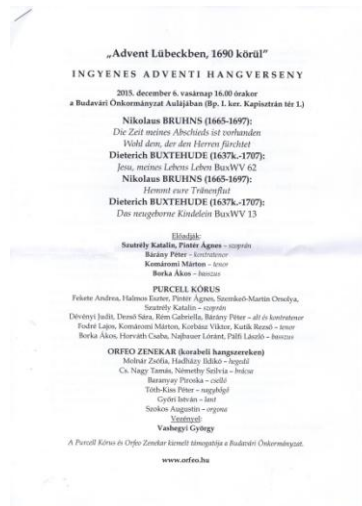 „Advent Lübeckben, 1690 körül"
INGYENES ADVENTI HANGVERSENY
2015. december 6. vasárnap 16.00 órakor
a Budavári Önkormányzat Aulájában (Bp. I. ker. Kapisztrán tér 1.)
Nikolaus BRUHNS (1665-1697):
Die Zeit meines Abschieds ist vorhanden
Wohl dem, der den Herren fürchtet
Dieterich BUXTEHUDE (1637k.-1707):
Jesu, meines Lebens Leben BuxWV 62
Nikolaus BRUHNS (1665-1697):
Hemmt eure Tränenflut
Dieterich BUXTEHUDE (1637k.-1707):
Das neugeborne Kindelein BuxWV 13
Előadják:
Szutrély Katalin, Pintér Ágnes – szoprán
Bárány Péter – kontratenor
Komáromi Márton – tenor
Borka Ákos – basszus
PURCELL KÓRUS
Fekete Andrea, Halmos Eszter, Pintér Ágnes, Szemkeő-Martin Orsolya,
Szutrély Katalin – szoprán
Dévényi Judit, Dezső Sára, Rém Gabriella, Bárány Péter – alt és kontratenor
Fodré Lajos, Komáromi Márton, Korbász Viktor, Kutik Rezső – tenor
Borka Ákos, Horváth Csaba, Najbauer Lóránt, Pálfi László – basszus
ORFEO ZENEKAR (korabeli hangszereken)
Molnár Zsófia, Hadházy Ildikó – hegedű
Cs. Nagy Tamás, Némethy Szilvia – brácsa
Baranyay Piroska – cselló
Tóth-Kiss Péter – nagybőgő
Győri István – lant
Szokos Augustin – orgona
Vezényel:
Vashegyi György
A Purcell Kórus és Orfeo Zenekar kiemelt támogatója a Budavári Önkormányzat.
www.orfeo.hu